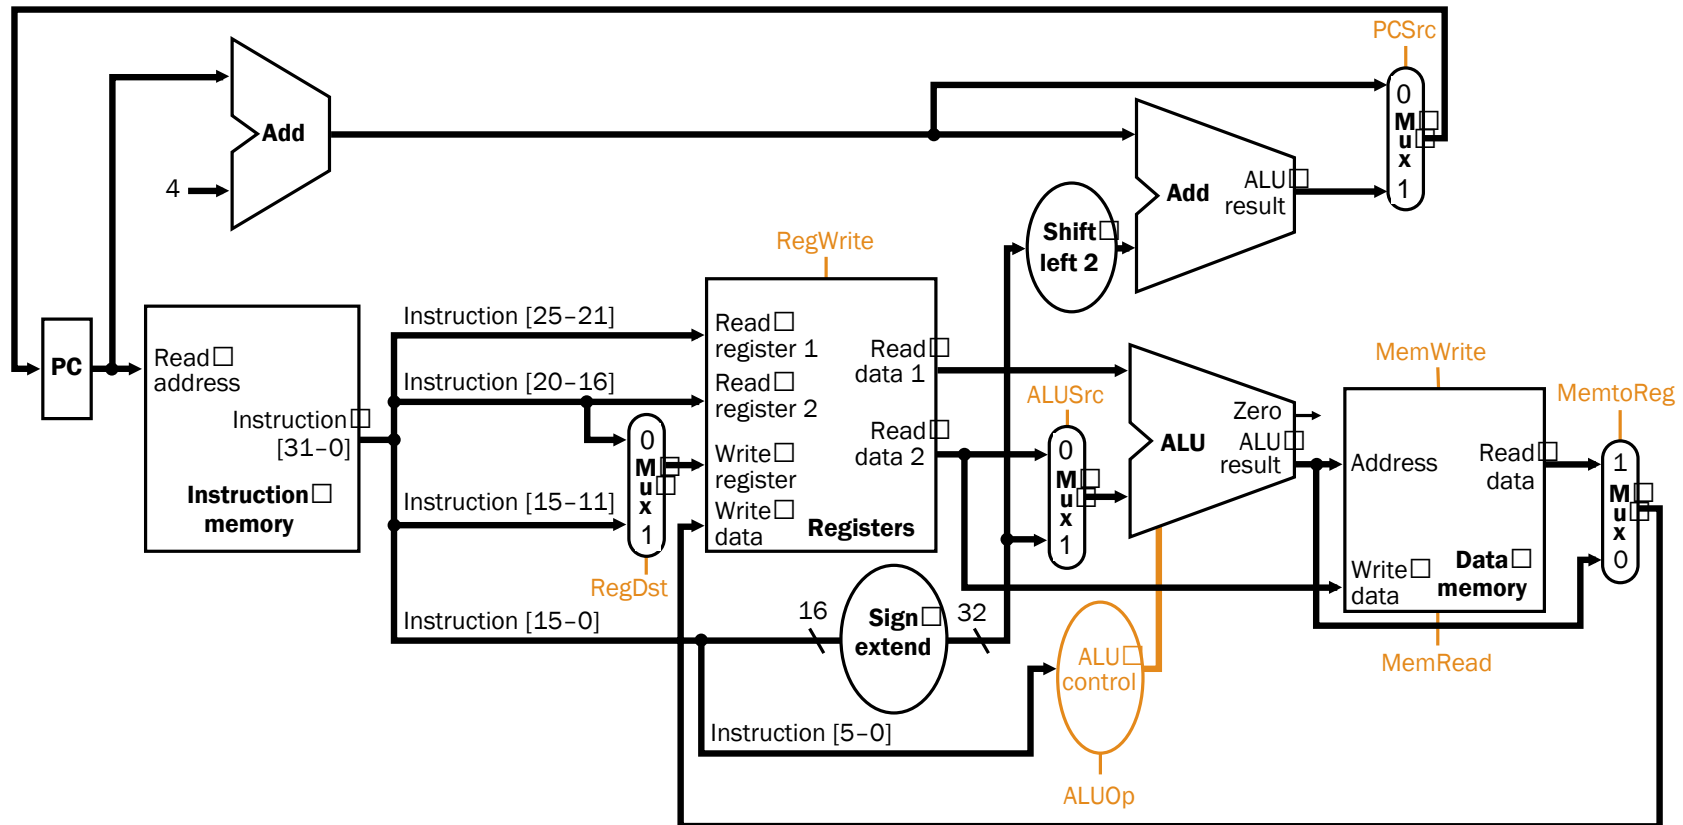 PCSrc
0
M
u
x
1
Add
4
Add
ALU
result
Shift
left 2
RegWrite
PC
Read
address
Instruction
[31–0]
Instruction
memory
Instruction [25–21]
Instruction [20–16]
Instruction [15–11]
Instruction [15–0]
Instruction [5–0]
0
M
u
x
1
RegDst
Read
register 1
Read
register 2
Write
register
Write
data
Read
data 1
Read
data 2
Registers
16
Sign
extend
32
ALUSrc
0
M
u
x
1
Zero
ALU
ALU
result
ALU
control
ALUOp
MemWrite
Address
Read
data
Write
data
Data
memory
MemRead
MemtoReg
1
M
u
x
0